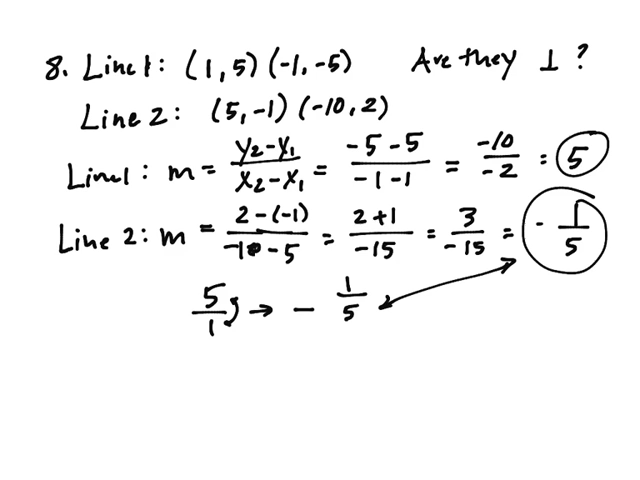 8. Line 1: (1, 5) (-1, -5) Are they ⊥ ?
Line 2: (5, -1) (-10, 2)
Line 1: m = y₂-y₁/x₂-x₁ = -5-5/-1-1 = -10/-2 = 5
Line 2: m = 2-(-1)/-10-5 = 2+1/-15 = 3/-15 = -1/5
5/1 → - 1/5